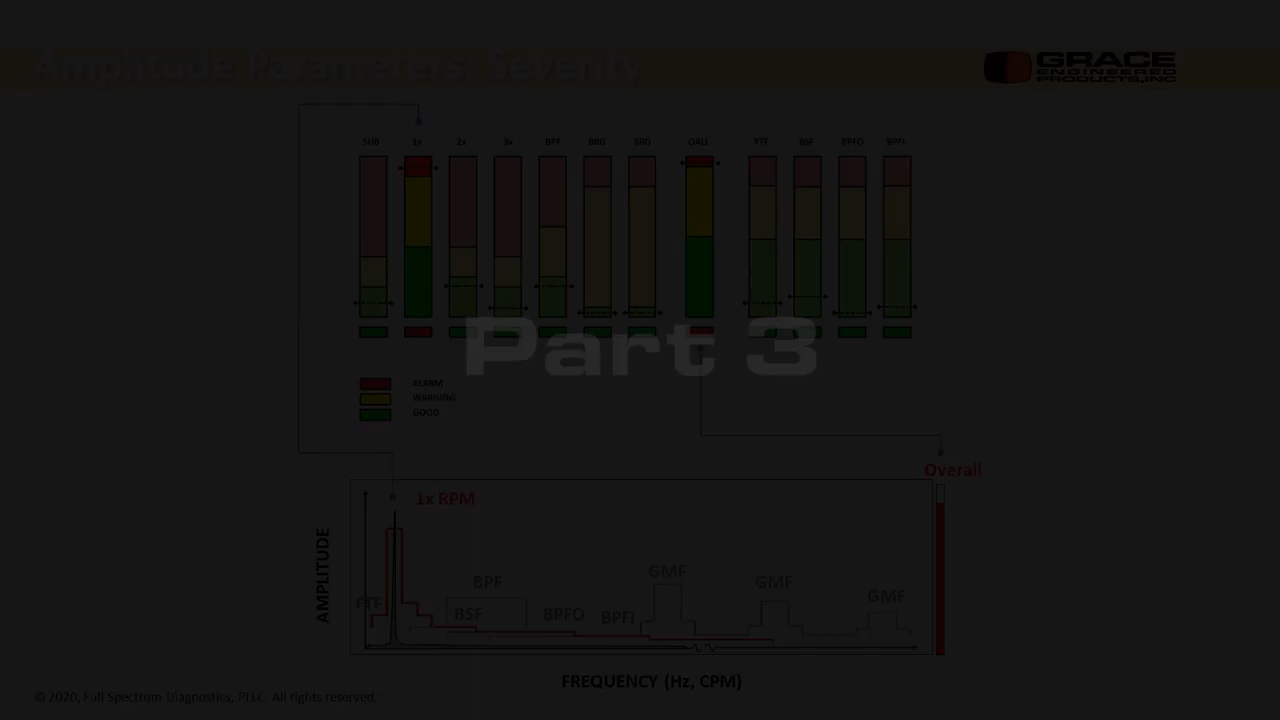 Amplitude Parameters: Severity
GRACE
ENGINEERED
PRODUCTS, INC
SUB 1x 2x 3x BPF BRG BRG OALL FTF BSF BPFO BPFI
Part 3
ALARM
WARNING
GOOD
Overall
1x RPM
AMPLITUDE
FTF
BPF
BSF
BPFO
BPFI
GMF
GMF
GMF
FREQUENCY (Hz, CPM)
© 2020, Full Spectrum Diagnostics, PLLC. All rights reserved.